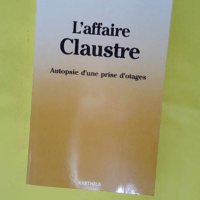 L'affaire
Claustre
Autopsie d'une prise d'otages
KARTHALA